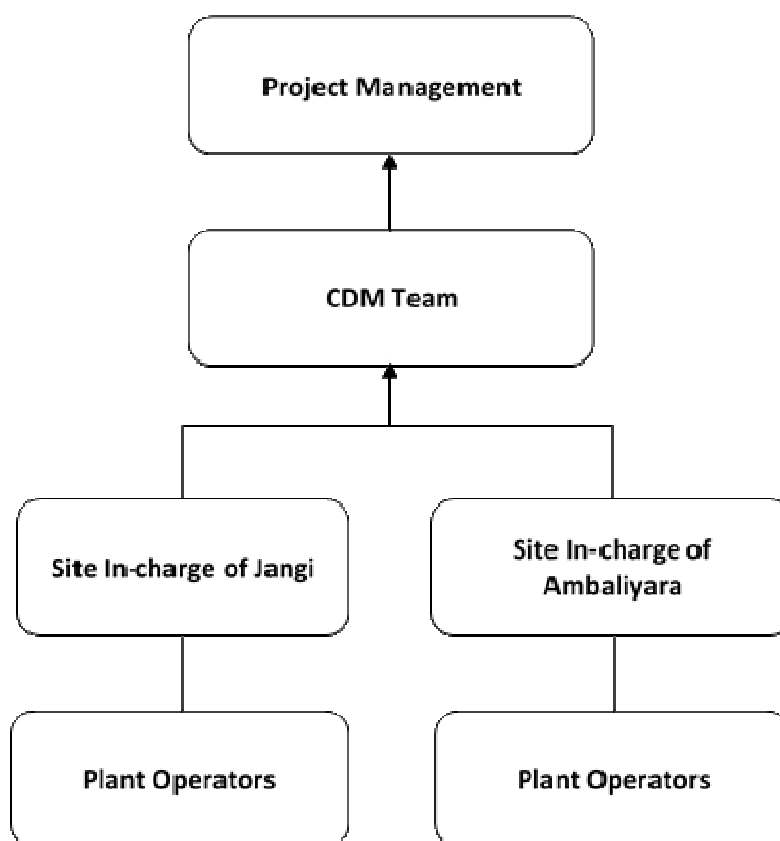 Project Management
CDM Team
Site In-charge of Jangi
Site In-charge of
Ambaliyara
Plant Operators
Plant Operators